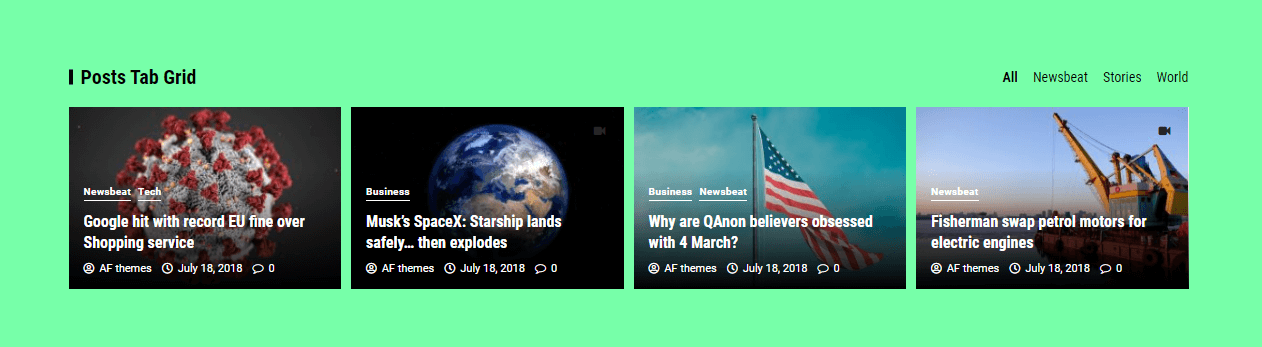 Posts Tab Grid
All Newsbeat Stories World
Newsbeat Tech
Google hit with record EU fine over
Shopping service
AF themes July 18, 2018 0
Business
Musk's SpaceX: Starship lands
safely... then explodes
AF themes July 18, 2018 0
Business Newsbeat
Why are QAnon believers obsessed
with 4 March?
AF themes July 18, 2018 0
Newsbeat
Fisherman swap petrol motors for
electric engines
AF themes July 18, 2018 0